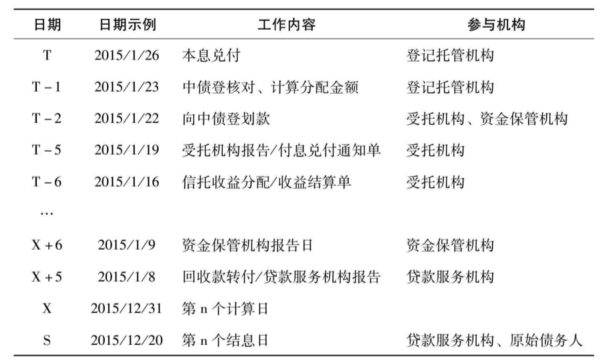 日期 日期示例 工作内容 参与机构
T 2015/1/26 本息兑付 登记托管机构
T-1 2015/1/23 中债登核对、计算分配金额 登记托管机构
T-2 2015/1/22 向中债登划款 受托机构、资金保管机构
T-5 2015/1/19 受托机构报告/付息兑付通知单 受托机构
T-6 2015/1/16 信托收益分配/收益结算单 受托机构
…
X+6 2015/1/9 资金保管机构报告日 资金保管机构
X+5 2015/1/8 回收款转付/贷款服务机构报告 贷款服务机构
X 2015/12/31 第n个计算日
S 2015/12/20 第n个结息日 贷款服务机构、原始债务人